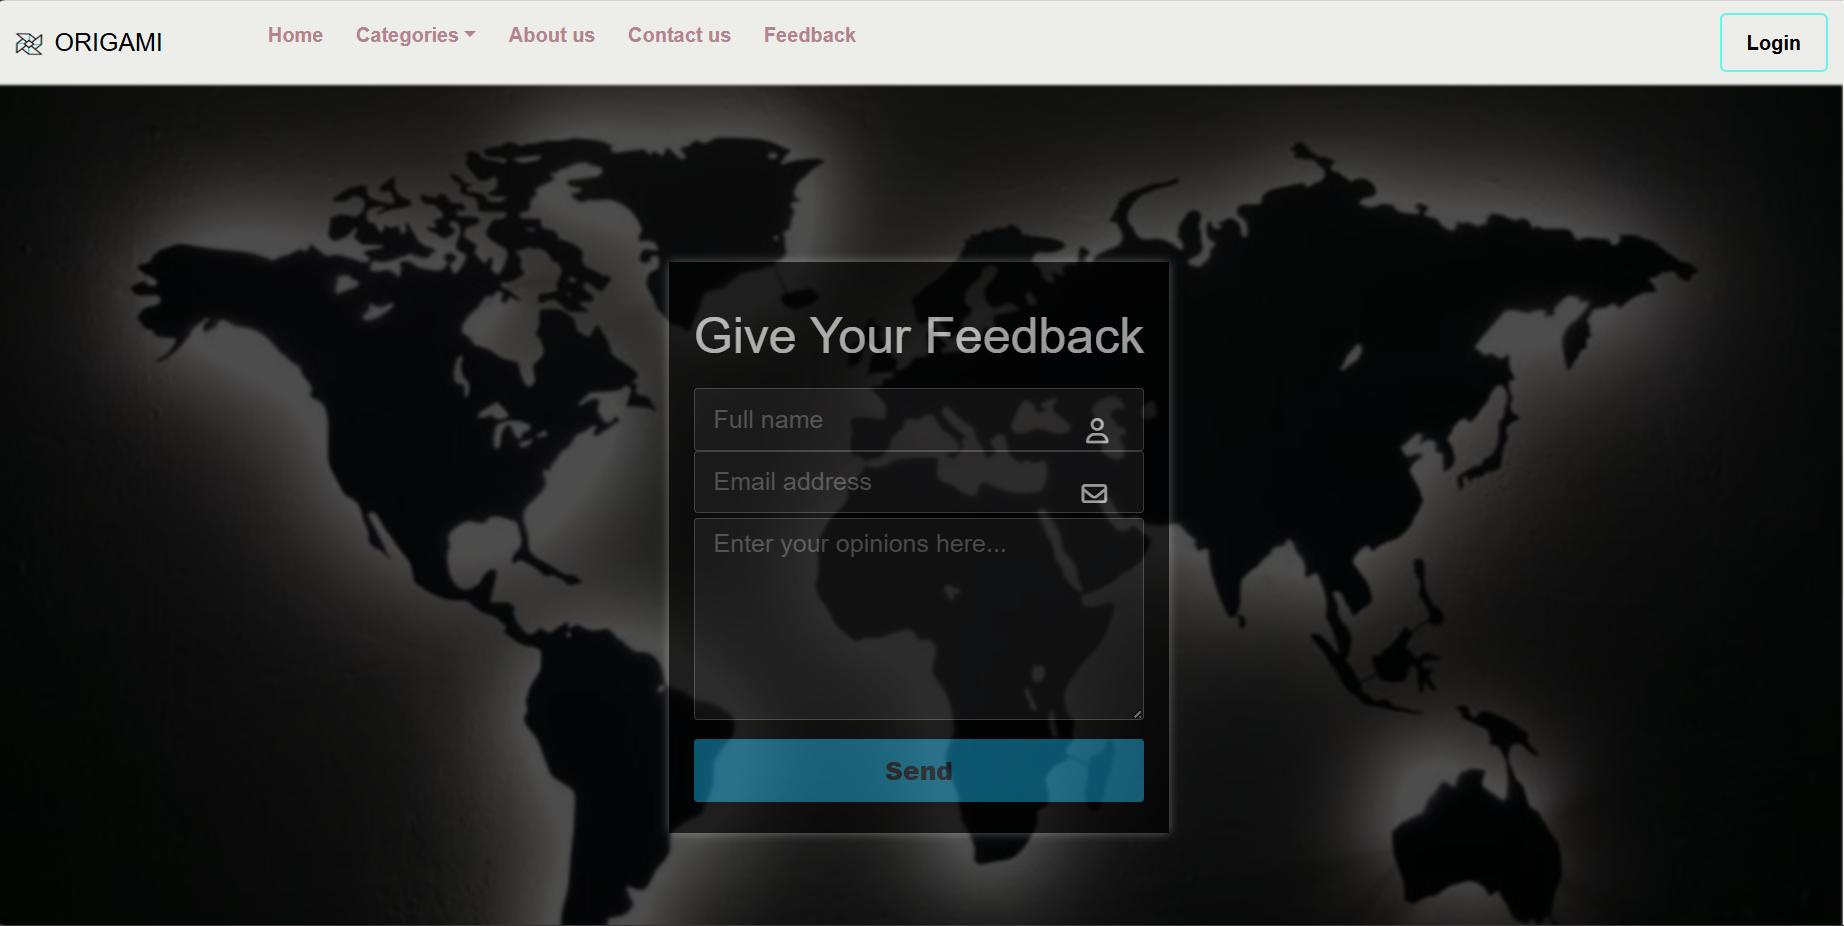 ORIGAMI
Home Categories About us Contact us Feedback
Login
Give Your Feedback
Full name
Email address
Enter your opinions here...
Send